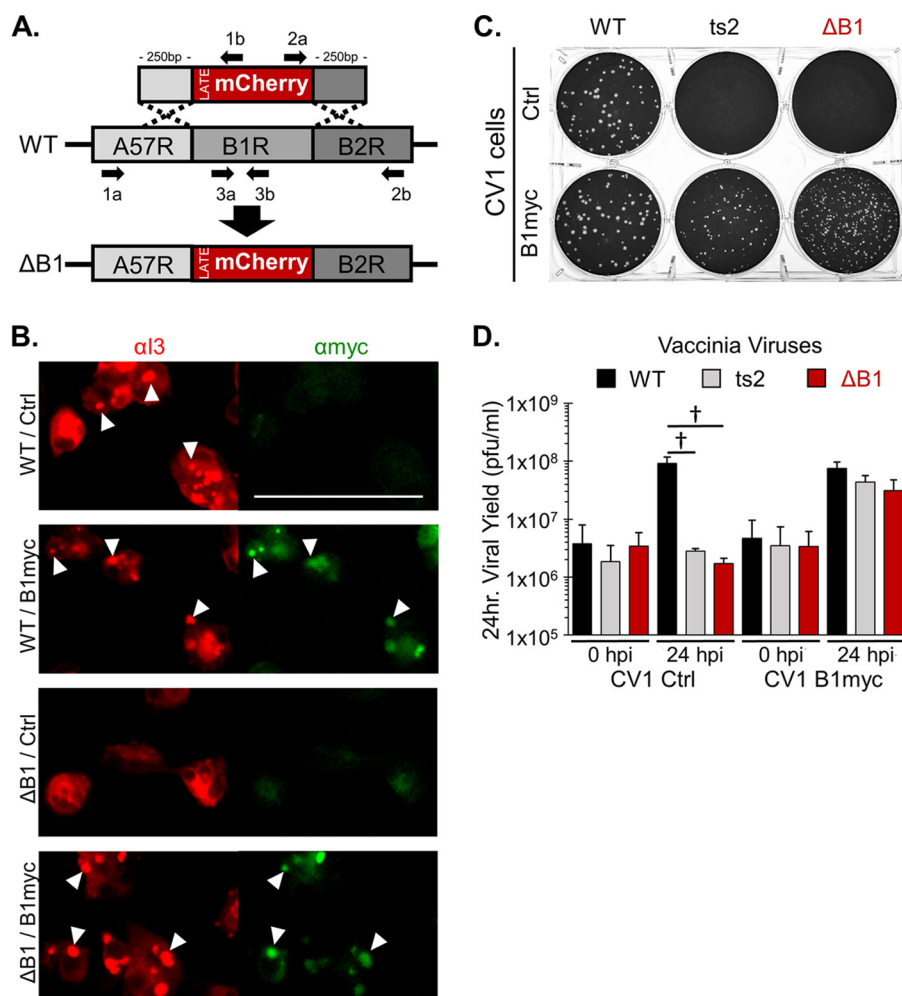 A.
1b 2a
- 250bp - - 250bp -
LATE mCherry
WT A57R B1R B2R
1a 3a 3b 2b
ΔB1 A57R LATE mCherry B2R
B.
αI3 αmyc
WT / Ctrl
WT / B1myc
ΔB1 / Ctrl
ΔB1 / B1myc
C.
WT ts2 ΔB1
CV1 cells
Ctrl
B1myc
D.
Vaccinia Viruses
WT ts2 ΔB1
24hr. Viral Yield (pfu/ml)
1x10⁹
1x10⁸
1x10⁷
1x10⁶
1x10⁵
†
†
0 hpi 24 hpi 0 hpi 24 hpi
CV1 Ctrl CV1 B1myc